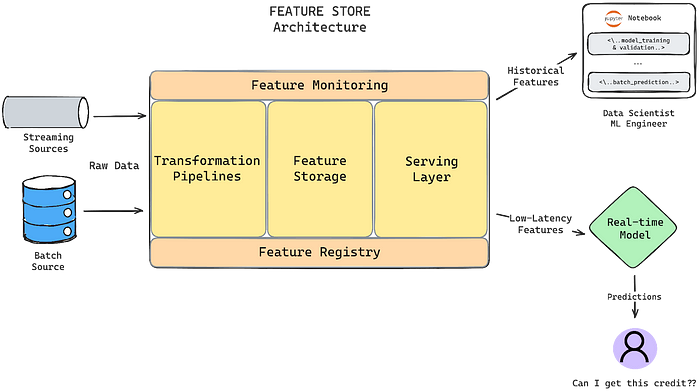 FEATURE STORE
Architecture
jupyter Notebook
<\..model_training
& validation..>
...
<\..batch_prediction..>
Data Scientist
ML Engineer
Historical
Features
Feature Monitoring
Streaming
Sources
Raw Data
Transformation
Pipelines
Feature
Storage
Serving
Layer
Batch
Source
Feature Registry
Low-Latency
Features
Real-time
Model
Predictions
Can I get this credit??